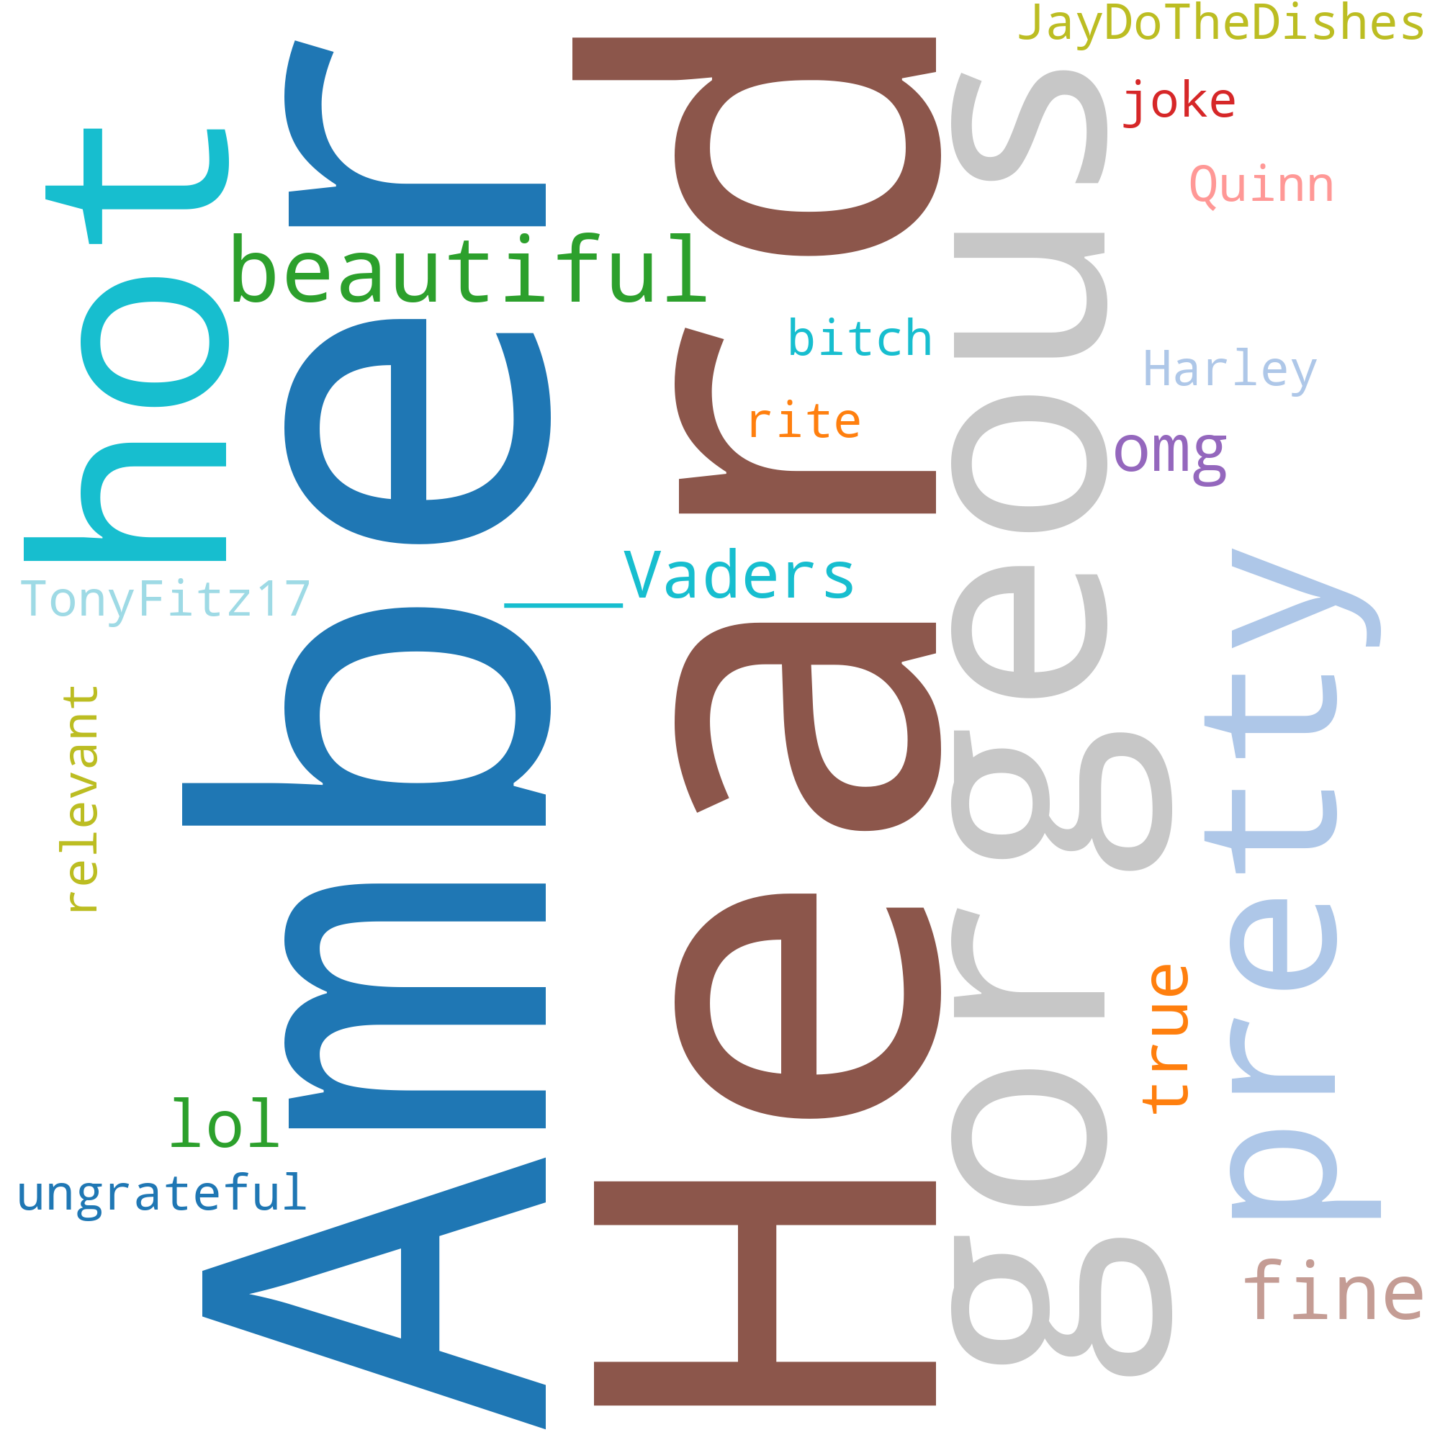 JayDoTheDishes
joke
Quinn
hot
Amber
beautiful
Heard
gorgeous
bitch
Harley
rite
omg
___Vaders
TonyFitz17
relevant
pretty
true
lol
ungrateful
fine